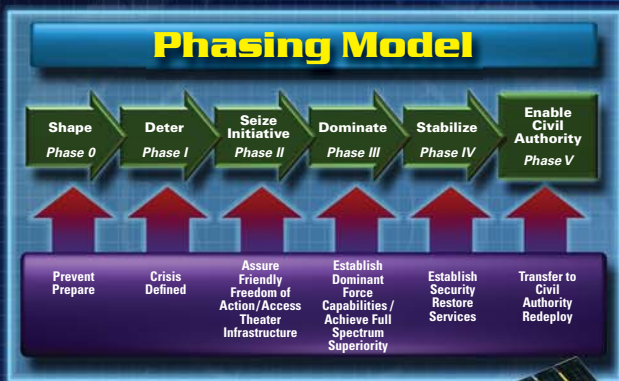 Phasing Model
Shape
Phase 0
Deter
Phase I
Seize
Initiative
Phase II
Dominate
Phase III
Stabilize
Phase IV
Enable
Civil
Authority
Phase V
Prevent
Prepare
Crisis
Defined
Assure
Friendly
Freedom of
Action/Access
Theater
Infrastructure
Establish
Dominant
Force
Capabilities/
Achieve Full
Spectrum
Superiority
Establish
Security
Restore
Services
Transfer to
Civil
Authority
Redeploy